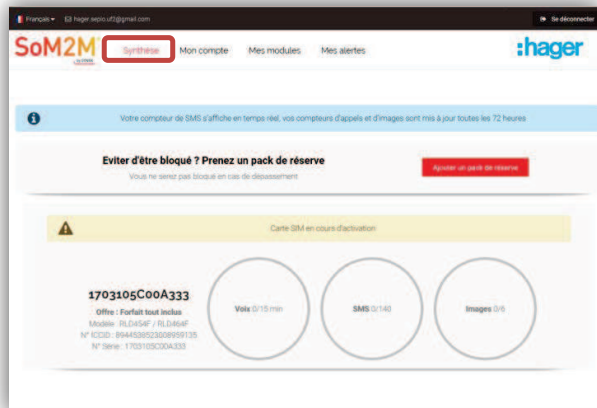 Français
hager.sepio.uf2@gmail.com
Se déconnecter
SoM2M
Synthèse
Mon compte
Mes modules
Mes alertes
:hager
Votre compteur de SMS s'affiche en temps réel, vos compteurs d'appels et d'images sont mis à jour toutes les 72 heures
Eviter d'être bloqué ? Prenez un pack de réserve
Vous ne serez pas bloqué en cas de dépassement
Ajouter un pack de réserve
Carte SIM en cours d'activation
1703105C00A333
Offre : Forfait tout inclus
Modèle : RLD454F / RLD464F
N° ICCID : 8944538523008959135
N° Série : 1703105C00A333
Voix 0/15 min
SMS 0/140
Images 0/6